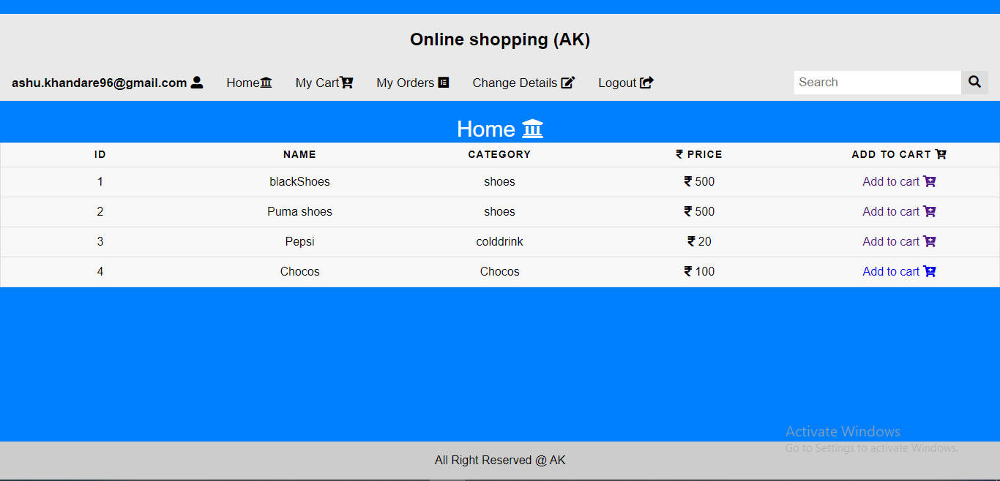 Online shopping (AK)
ashu.khandare96@gmail.com Home My Cart My Orders Change Details Logout Search
Home
ID NAME CATEGORY ₹ PRICE ADD TO CART
1 blackShoes shoes ₹ 500 Add to cart
2 Puma shoes shoes ₹ 500 Add to cart
3 Pepsi colddrink ₹ 20 Add to cart
4 Chocos Chocos ₹ 100 Add to cart
Activate Windows
Go to Settings to activate Windows.
All Right Reserved @ AK